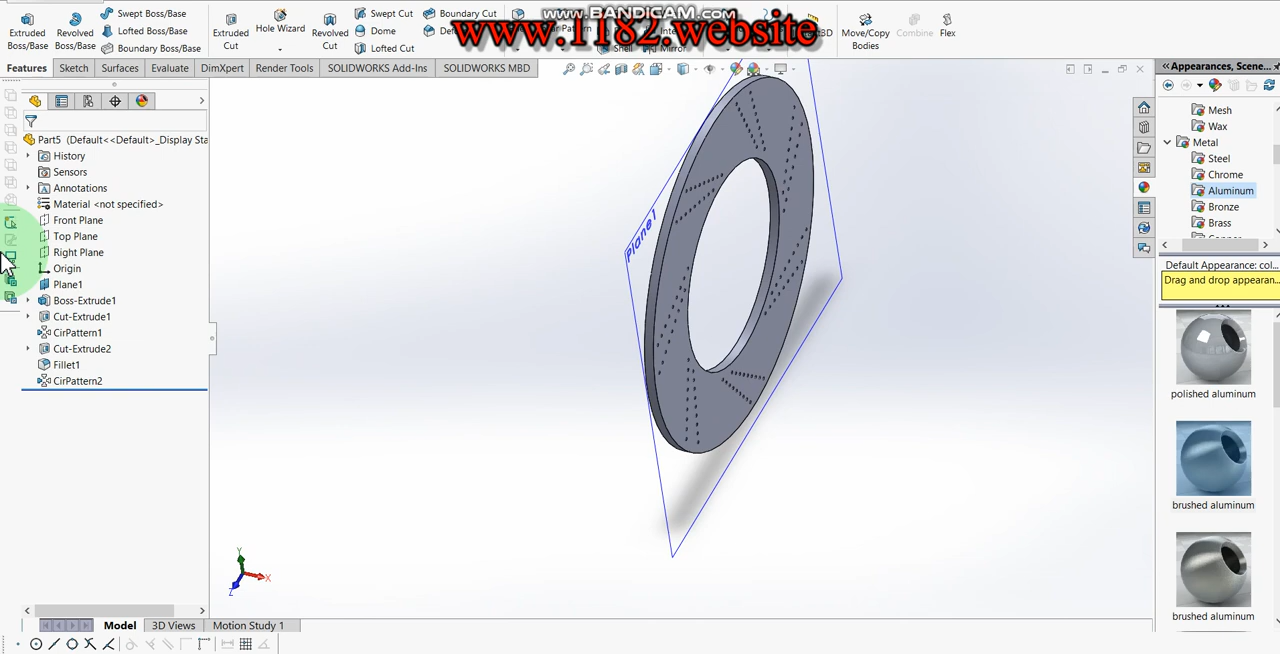 www.BANDICAM.com
www.1182.website
Extruded Boss/Base
Revolved Boss/Base
Swept Boss/Base
Lofted Boss/Base
Boundary Boss/Base
Extruded Cut
Hole Wizard
Revolved Cut
Swept Cut
Dome
Lofted Cut
Boundary Cut
Shell
Mirror
Move/Copy Bodies
Combine
Flex
Features
Sketch
Surfaces
Evaluate
DimXpert
Render Tools
SOLIDWORKS Add-Ins
SOLIDWORKS MBD
Part5 (Default<<Default>_Display Sta
History
Sensors
Annotations
Material <not specified>
Front Plane
Top Plane
Right Plane
Origin
Plane1
Boss-Extrude1
Cut-Extrude1
CirPattern1
Cut-Extrude2
Fillet1
CirPattern2
Plane1
Y
X
Z
Appearances, Scene...
Mesh
Wax
Metal
Steel
Chrome
Aluminum
Bronze
Brass
Default Appearance: col...
Drag and drop appearan...
polished aluminum
brushed aluminum
brushed aluminum
Model
3D Views
Motion Study 1